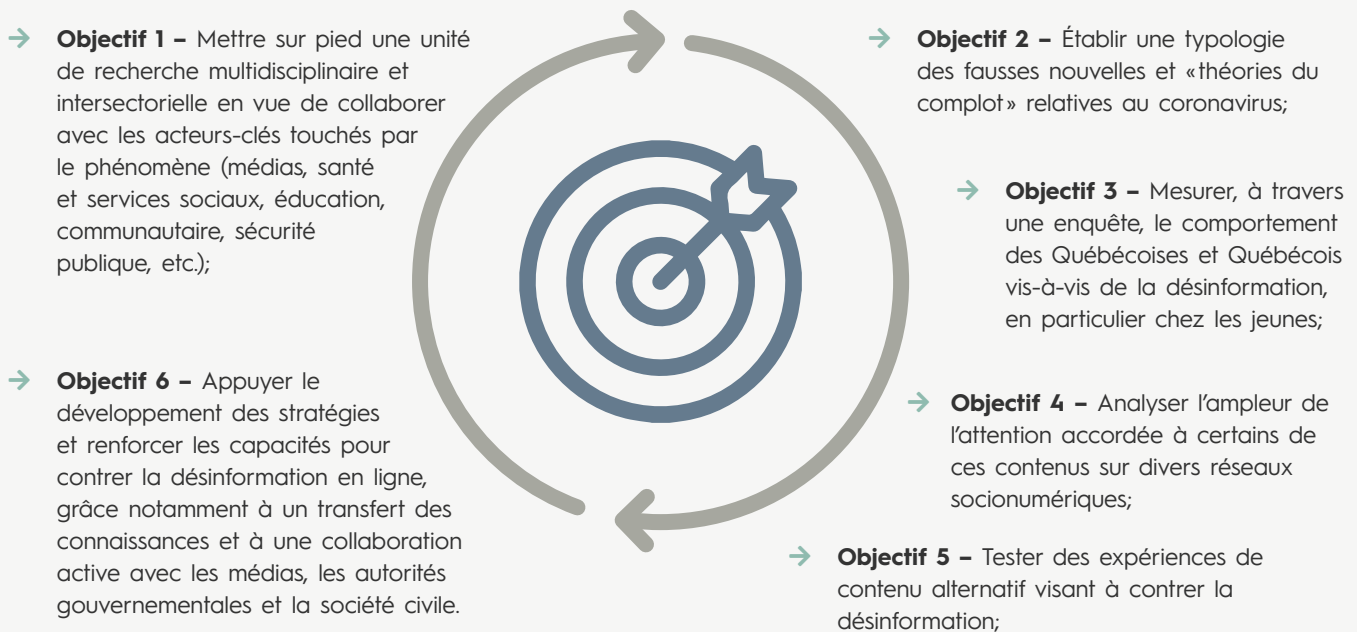 Objectif 1 – Mettre sur pied une unité
de recherche multidisciplinaire et
intersectorielle en vue de collaborer
avec les acteurs-clés touchés par
le phénomène (médias, santé
et services sociaux, éducation,
communautaire, sécurité
publique, etc.);
Objectif 2 – Établir une typologie
des fausses nouvelles et «théories du
complot» relatives au coronavirus;
Objectif 3 – Mesurer, à travers
une enquête, le comportement
des Québécoises et Québécois
vis-à-vis de la désinformation,
en particulier chez les jeunes;
Objectif 4 – Analyser l'ampleur de
l'attention accordée à certains de
ces contenus sur divers réseaux
socionumériques;
Objectif 5 – Tester des expériences de
contenu alternatif visant à contrer la
désinformation;
Objectif 6 – Appuyer le
développement des stratégies
et renforcer les capacités pour
contrer la désinformation en ligne,
grâce notamment à un transfert des
connaissances et à une collaboration
active avec les médias, les autorités
gouvernementales et la société civile.